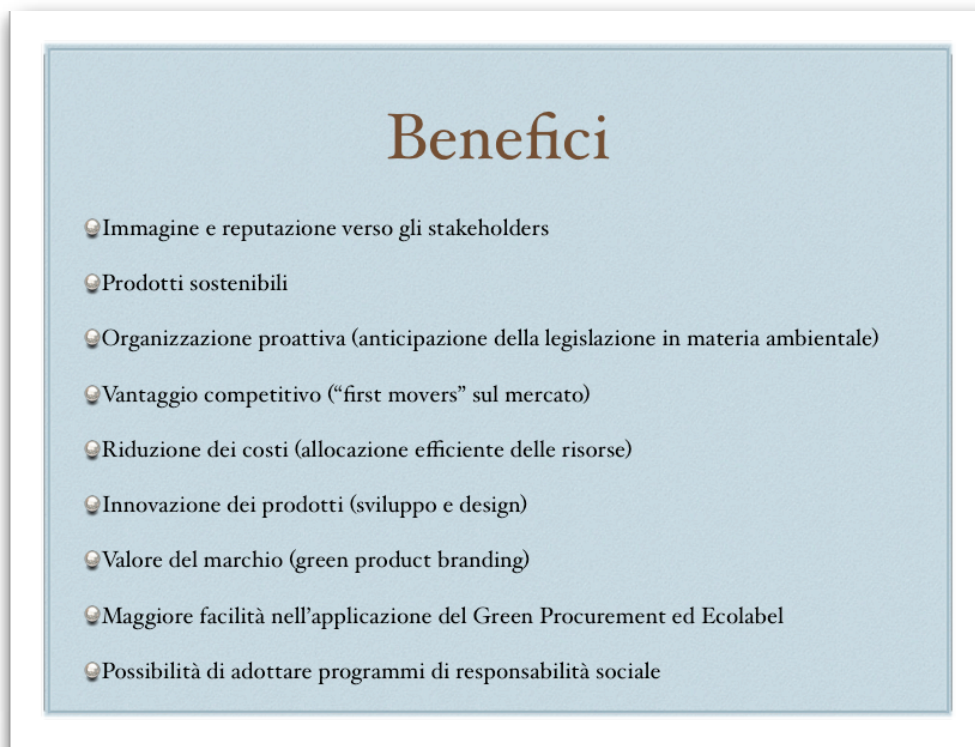 Benefici
Immagine e reputazione verso gli stakeholders
Prodotti sostenibili
Organizzazione proattiva (anticipazione della legislazione in materia ambientale)
Vantaggio competitivo (“first movers” sul mercato)
Riduzione dei costi (allocazione efficiente delle risorse)
Innovazione dei prodotti (sviluppo e design)
Valore del marchio (green product branding)
Maggiore facilità nell’applicazione del Green Procurement ed Ecolabel
Possibilità di adottare programmi di responsabilità sociale